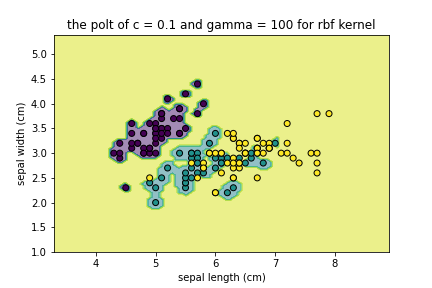 the polt of c = 0.1 and gamma = 100 for rbf kernel
5.0
4.5
4.0
3.5
3.0
2.5
2.0
1.5
1.0
sepal width (cm)
4 5 6 7 8
sepal length (cm)